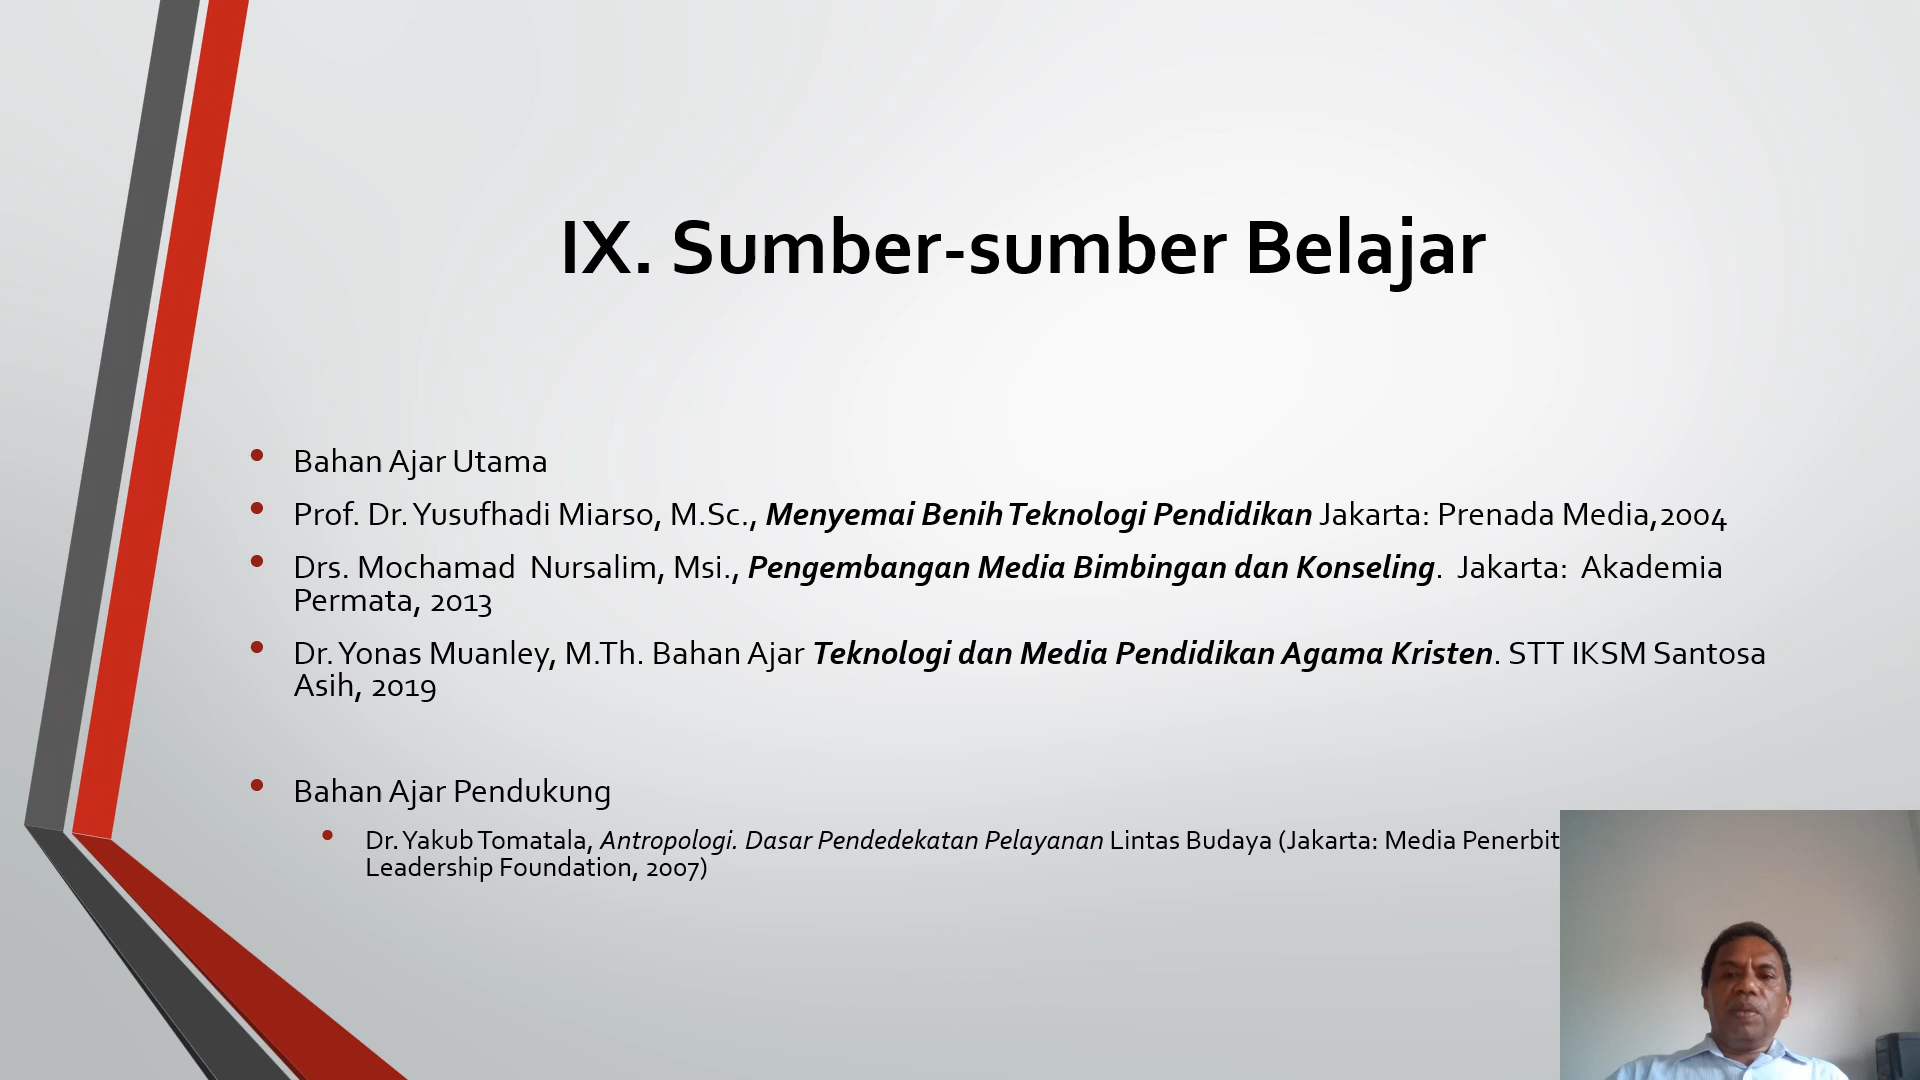 IX. Sumber-sumber Belajar
Bahan Ajar Utama
Prof. Dr. Yusufhadi Miarso, M.Sc., Menyemai Benih Teknologi Pendidikan Jakarta: Prenada Media,2004
Drs. Mochamad Nursalim, Msi., Pengembangan Media Bimbingan dan Konseling. Jakarta: Akademia
Permata, 2013
Dr. Yonas Muanley, M.Th. Bahan Ajar Teknologi dan Media Pendidikan Agama Kristen. STT IKSM Santosa
Asih, 2019
Bahan Ajar Pendukung
Dr. Yakub Tomatala, Antropologi. Dasar Pendedekatan Pelayanan Lintas Budaya (Jakarta: Media Penerbit
Leadership Foundation, 2007)